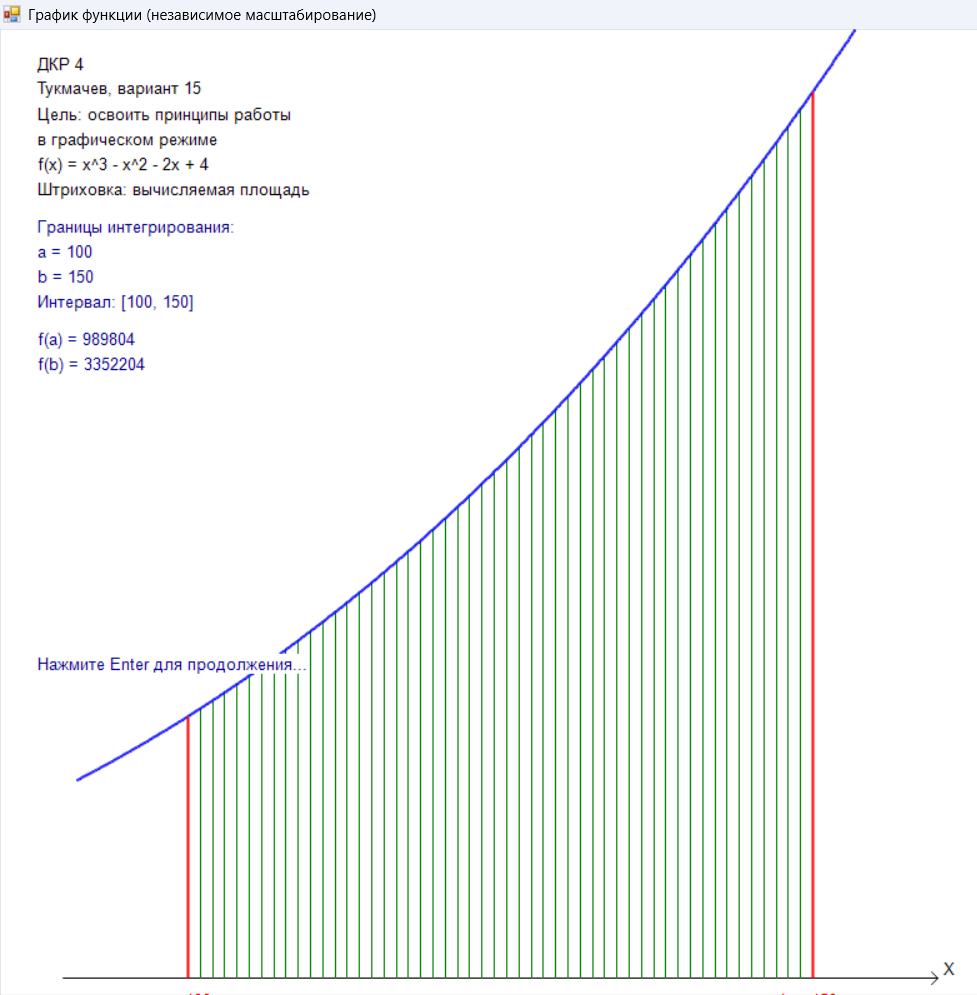 График функции (независимое масштабирование)
ДКР 4
Тукмачев, вариант 15
Цель: освоить принципы работы
в графическом режиме
f(x) = x^3 - x^2 - 2x + 4
Штриховка: вычисляемая площадь
Границы интегрирования:
a = 100
b = 150
Интервал: [100, 150]
f(a) = 989804
f(b) = 3352204
Нажмите Enter для продолжения...
X